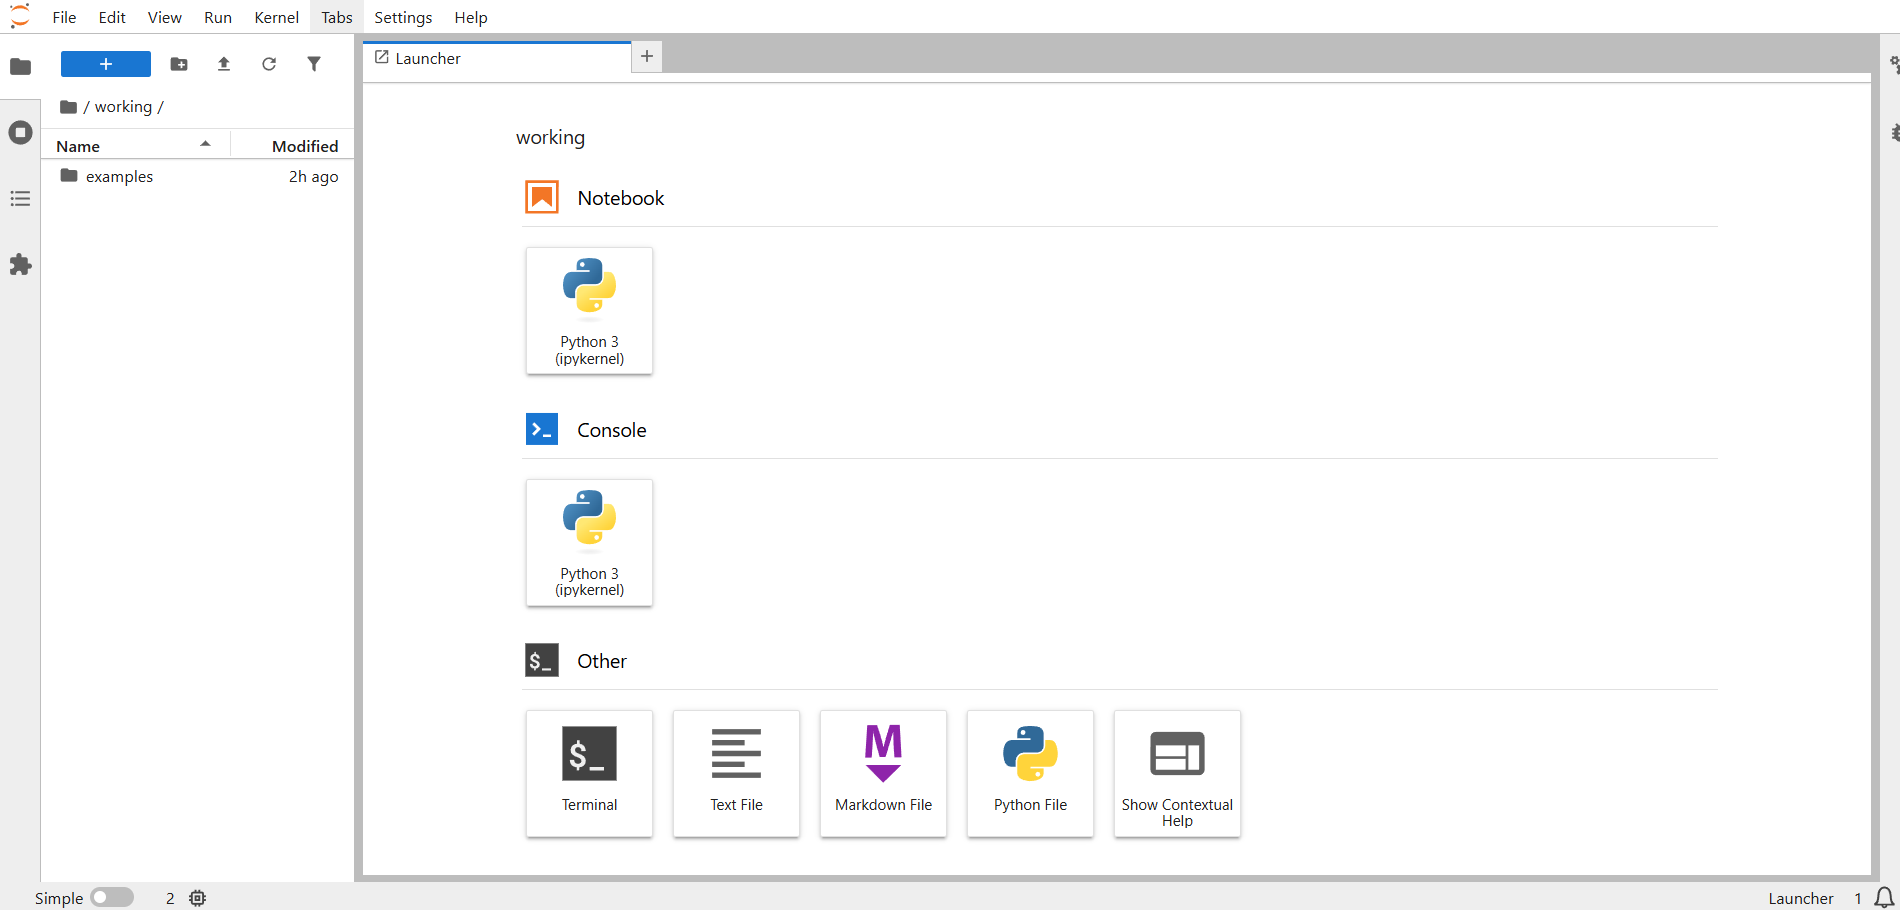 File Edit View Run Kernel Tabs Settings Help
Launcher
/ working /
Name Modified
examples 2h ago
working
Notebook
Python 3
(ipykernel)
Console
Python 3
(ipykernel)
$_ Other
$_
Terminal
Text File
M
Markdown File
Python File
Show Contextual
Help
Simple 2 Launcher 1